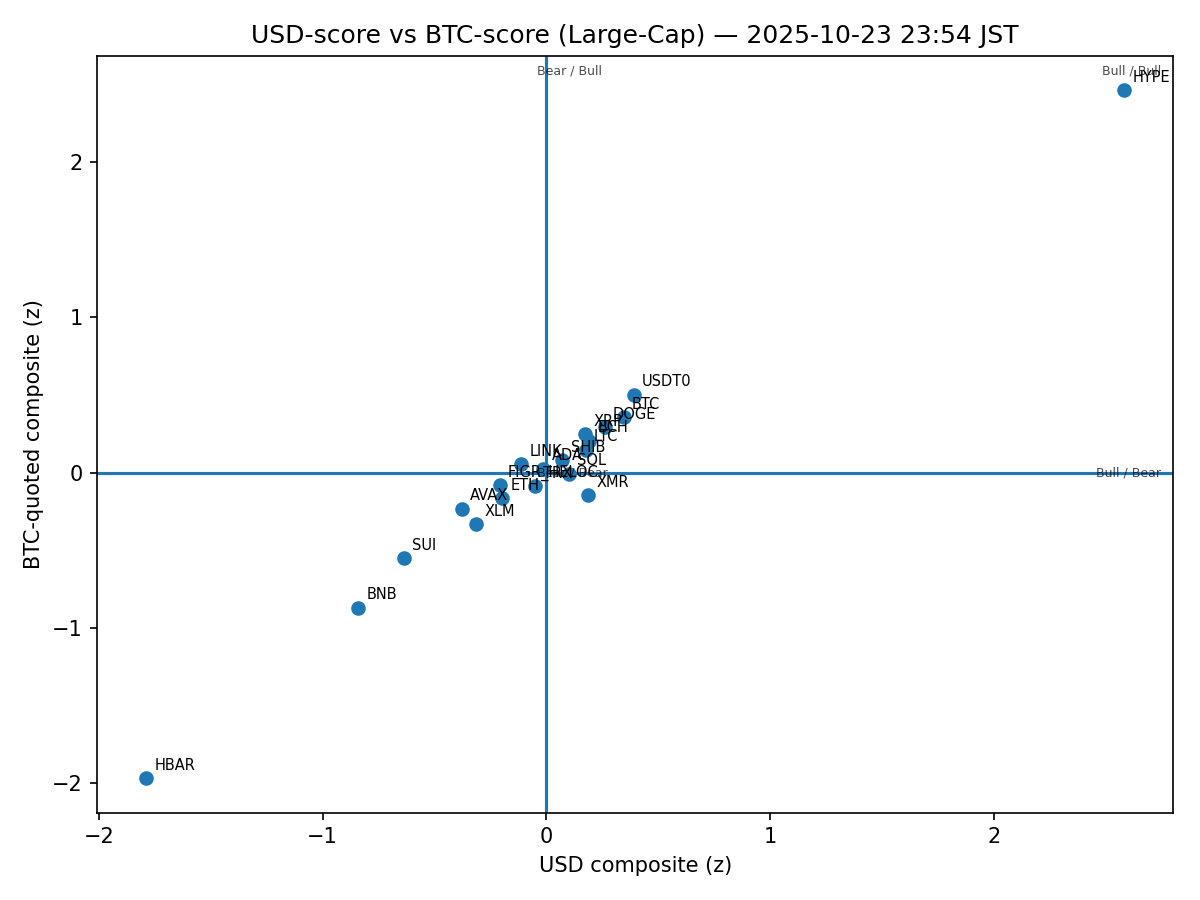 USD-score vs BTC-score (Large-Cap) — 2025-10-23 23:54 JST
Bear / Bull
Bull / Bull
HYPE
2
1
USDT0
BTC
DOGE
XRP
BCH
LTC
SHIB
LINK
ADA
SOL
0
TRX
Bull / Bear
ETH
XMR
AVAX
XLM
SUI
BNB
−1
HBAR
−2
−2
−1
0
1
2
USD composite (z)
BTC-quoted composite (z)